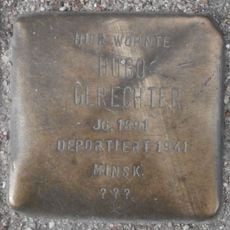 HIER WOHNTE
HUGO
GERECHTER
JG. 1891
DEPORTIERT 1941
MINSK
???